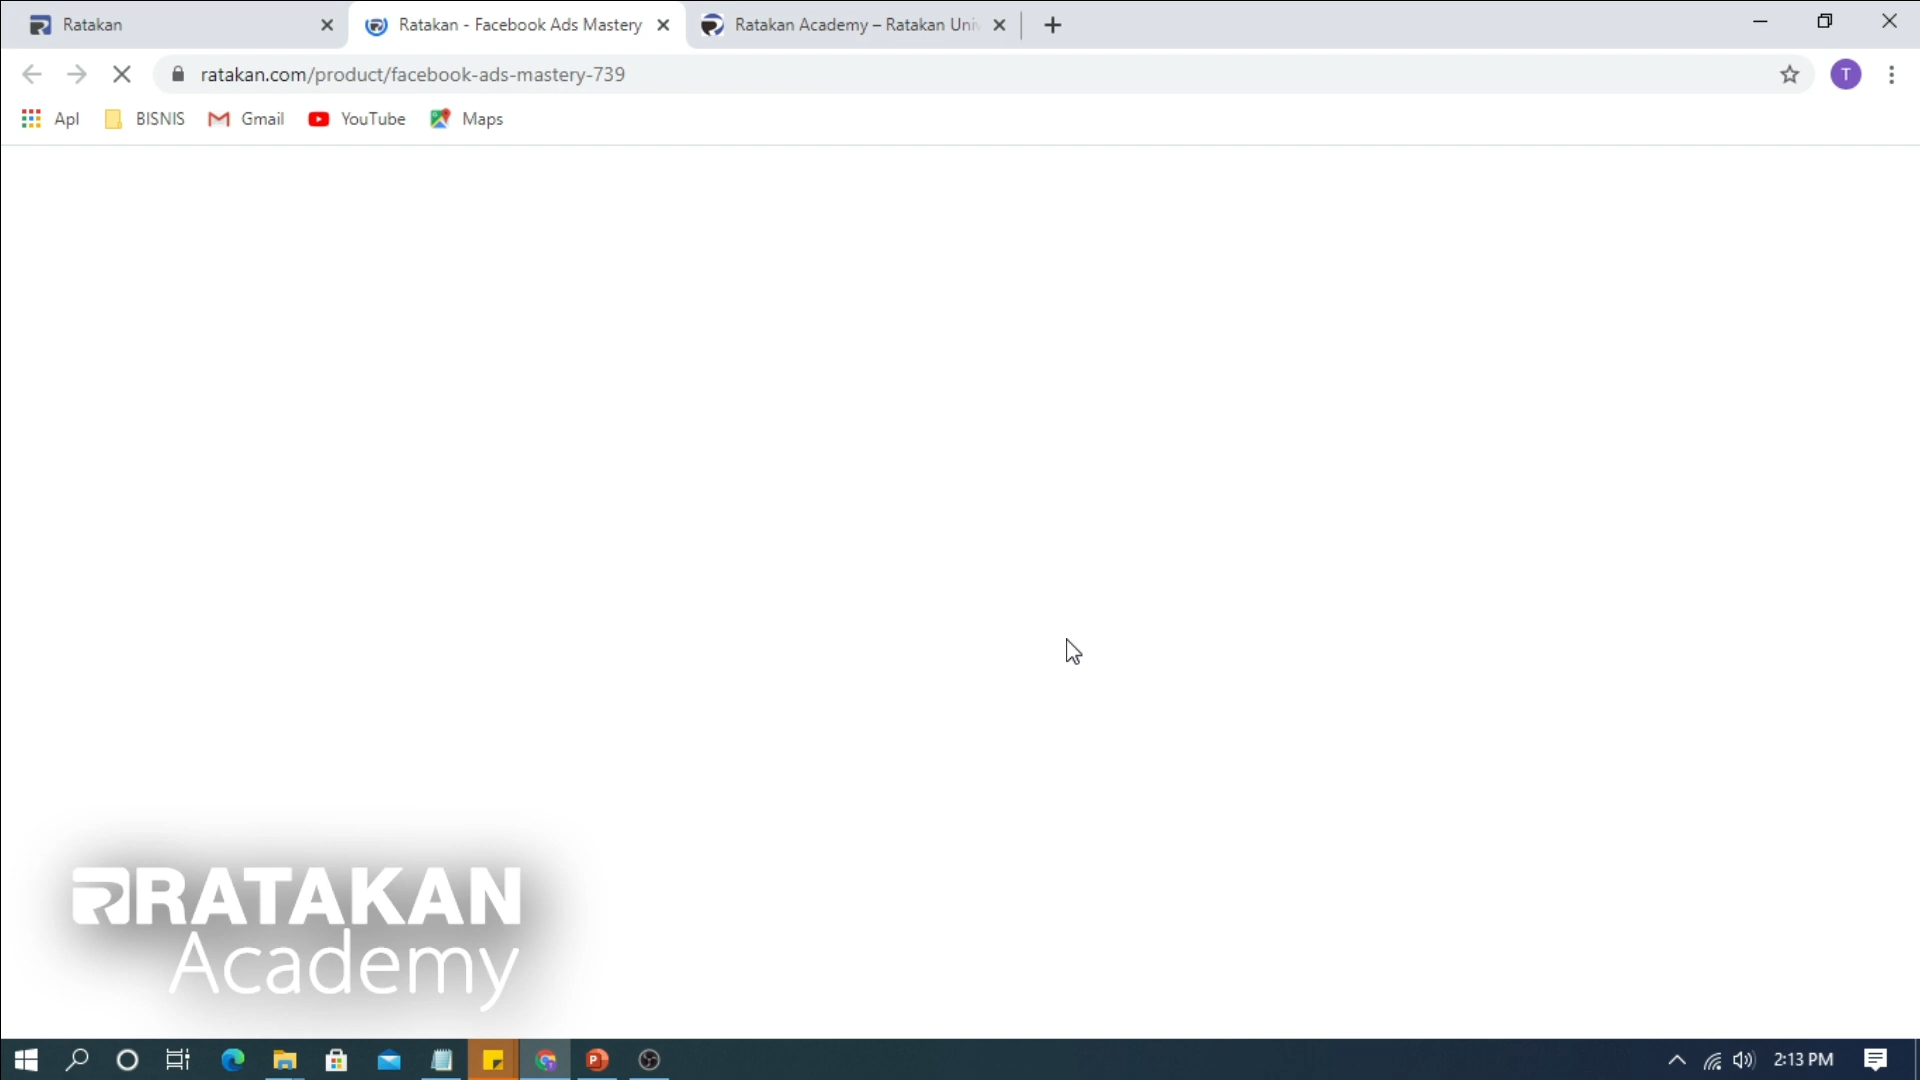 Ratakan
Ratakan - Facebook Ads Mastery
Ratakan Academy – Ratakan Uni
ratakan.com/product/facebook-ads-mastery-739
T
Apl
BISNIS
Gmail
YouTube
Maps
RATAKAN
Academy
2:13 PM